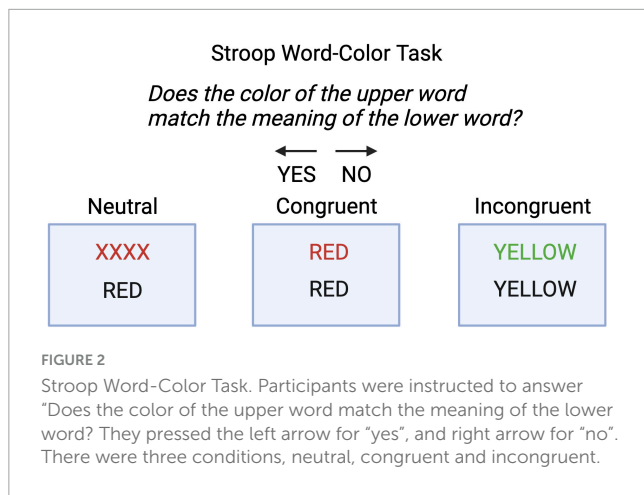 Stroop Word-Color Task
Does the color of the upper word
match the meaning of the lower word?
YES NO
Neutral Congruent Incongruent
XXXX RED YELLOW
RED RED YELLOW
FIGURE 2
Stroop Word-Color Task. Participants were instructed to answer
“Does the color of the upper word match the meaning of the lower
word? They pressed the left arrow for “yes”, and right arrow for “no”.
There were three conditions, neutral, congruent and incongruent.